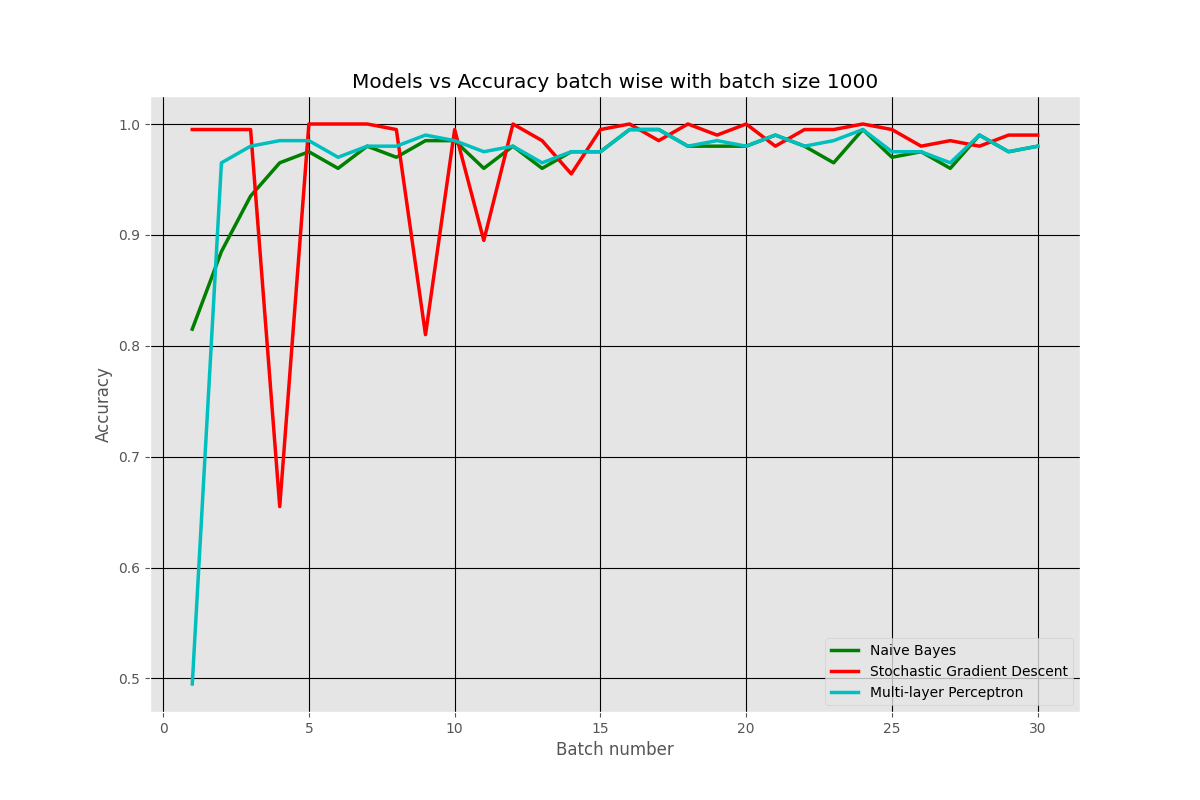 Models vs Accuracy batch wise with batch size 1000
1.0
0.9
0.8
0.7
0.6
0.5
Accuracy
0 5 10 15 20 25 30
Batch number
Naive Bayes
Stochastic Gradient Descent
Multi-layer Perceptron